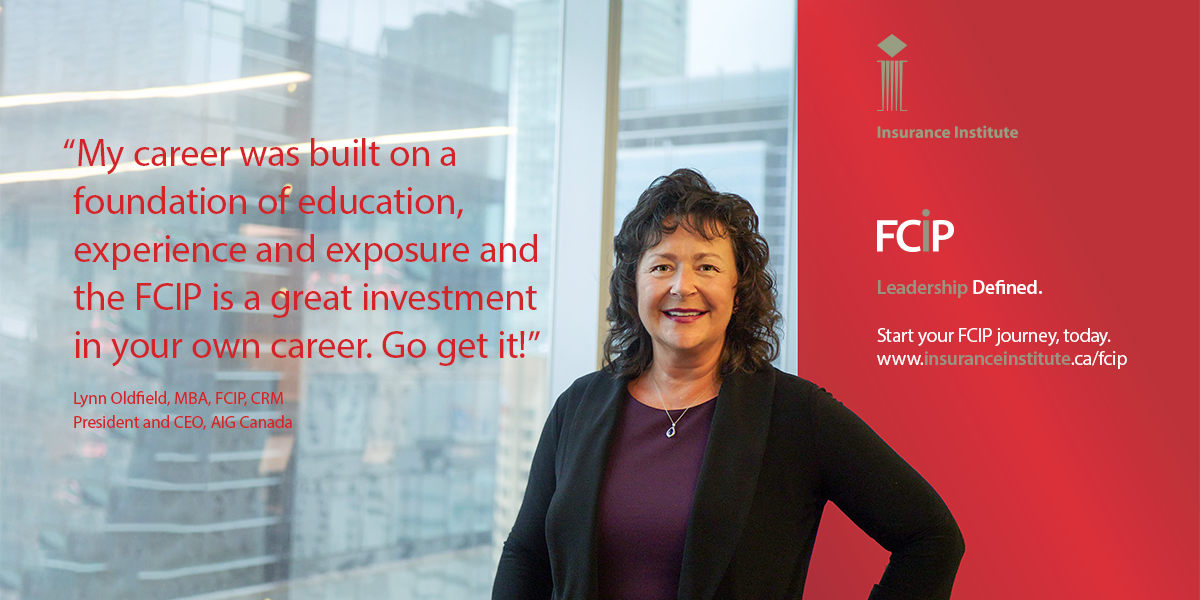 “My career was built on a
foundation of education,
experience and exposure and
the FCIP is a great investment
in your own career. Go get it!”
Lynn Oldfield, MBA, FCIP, CRM
President and CEO, AIG Canada
Insurance Institute
FCiP
Leadership Defined.
Start your FCIP journey, today.
www.insuranceinstitute.ca/fcip